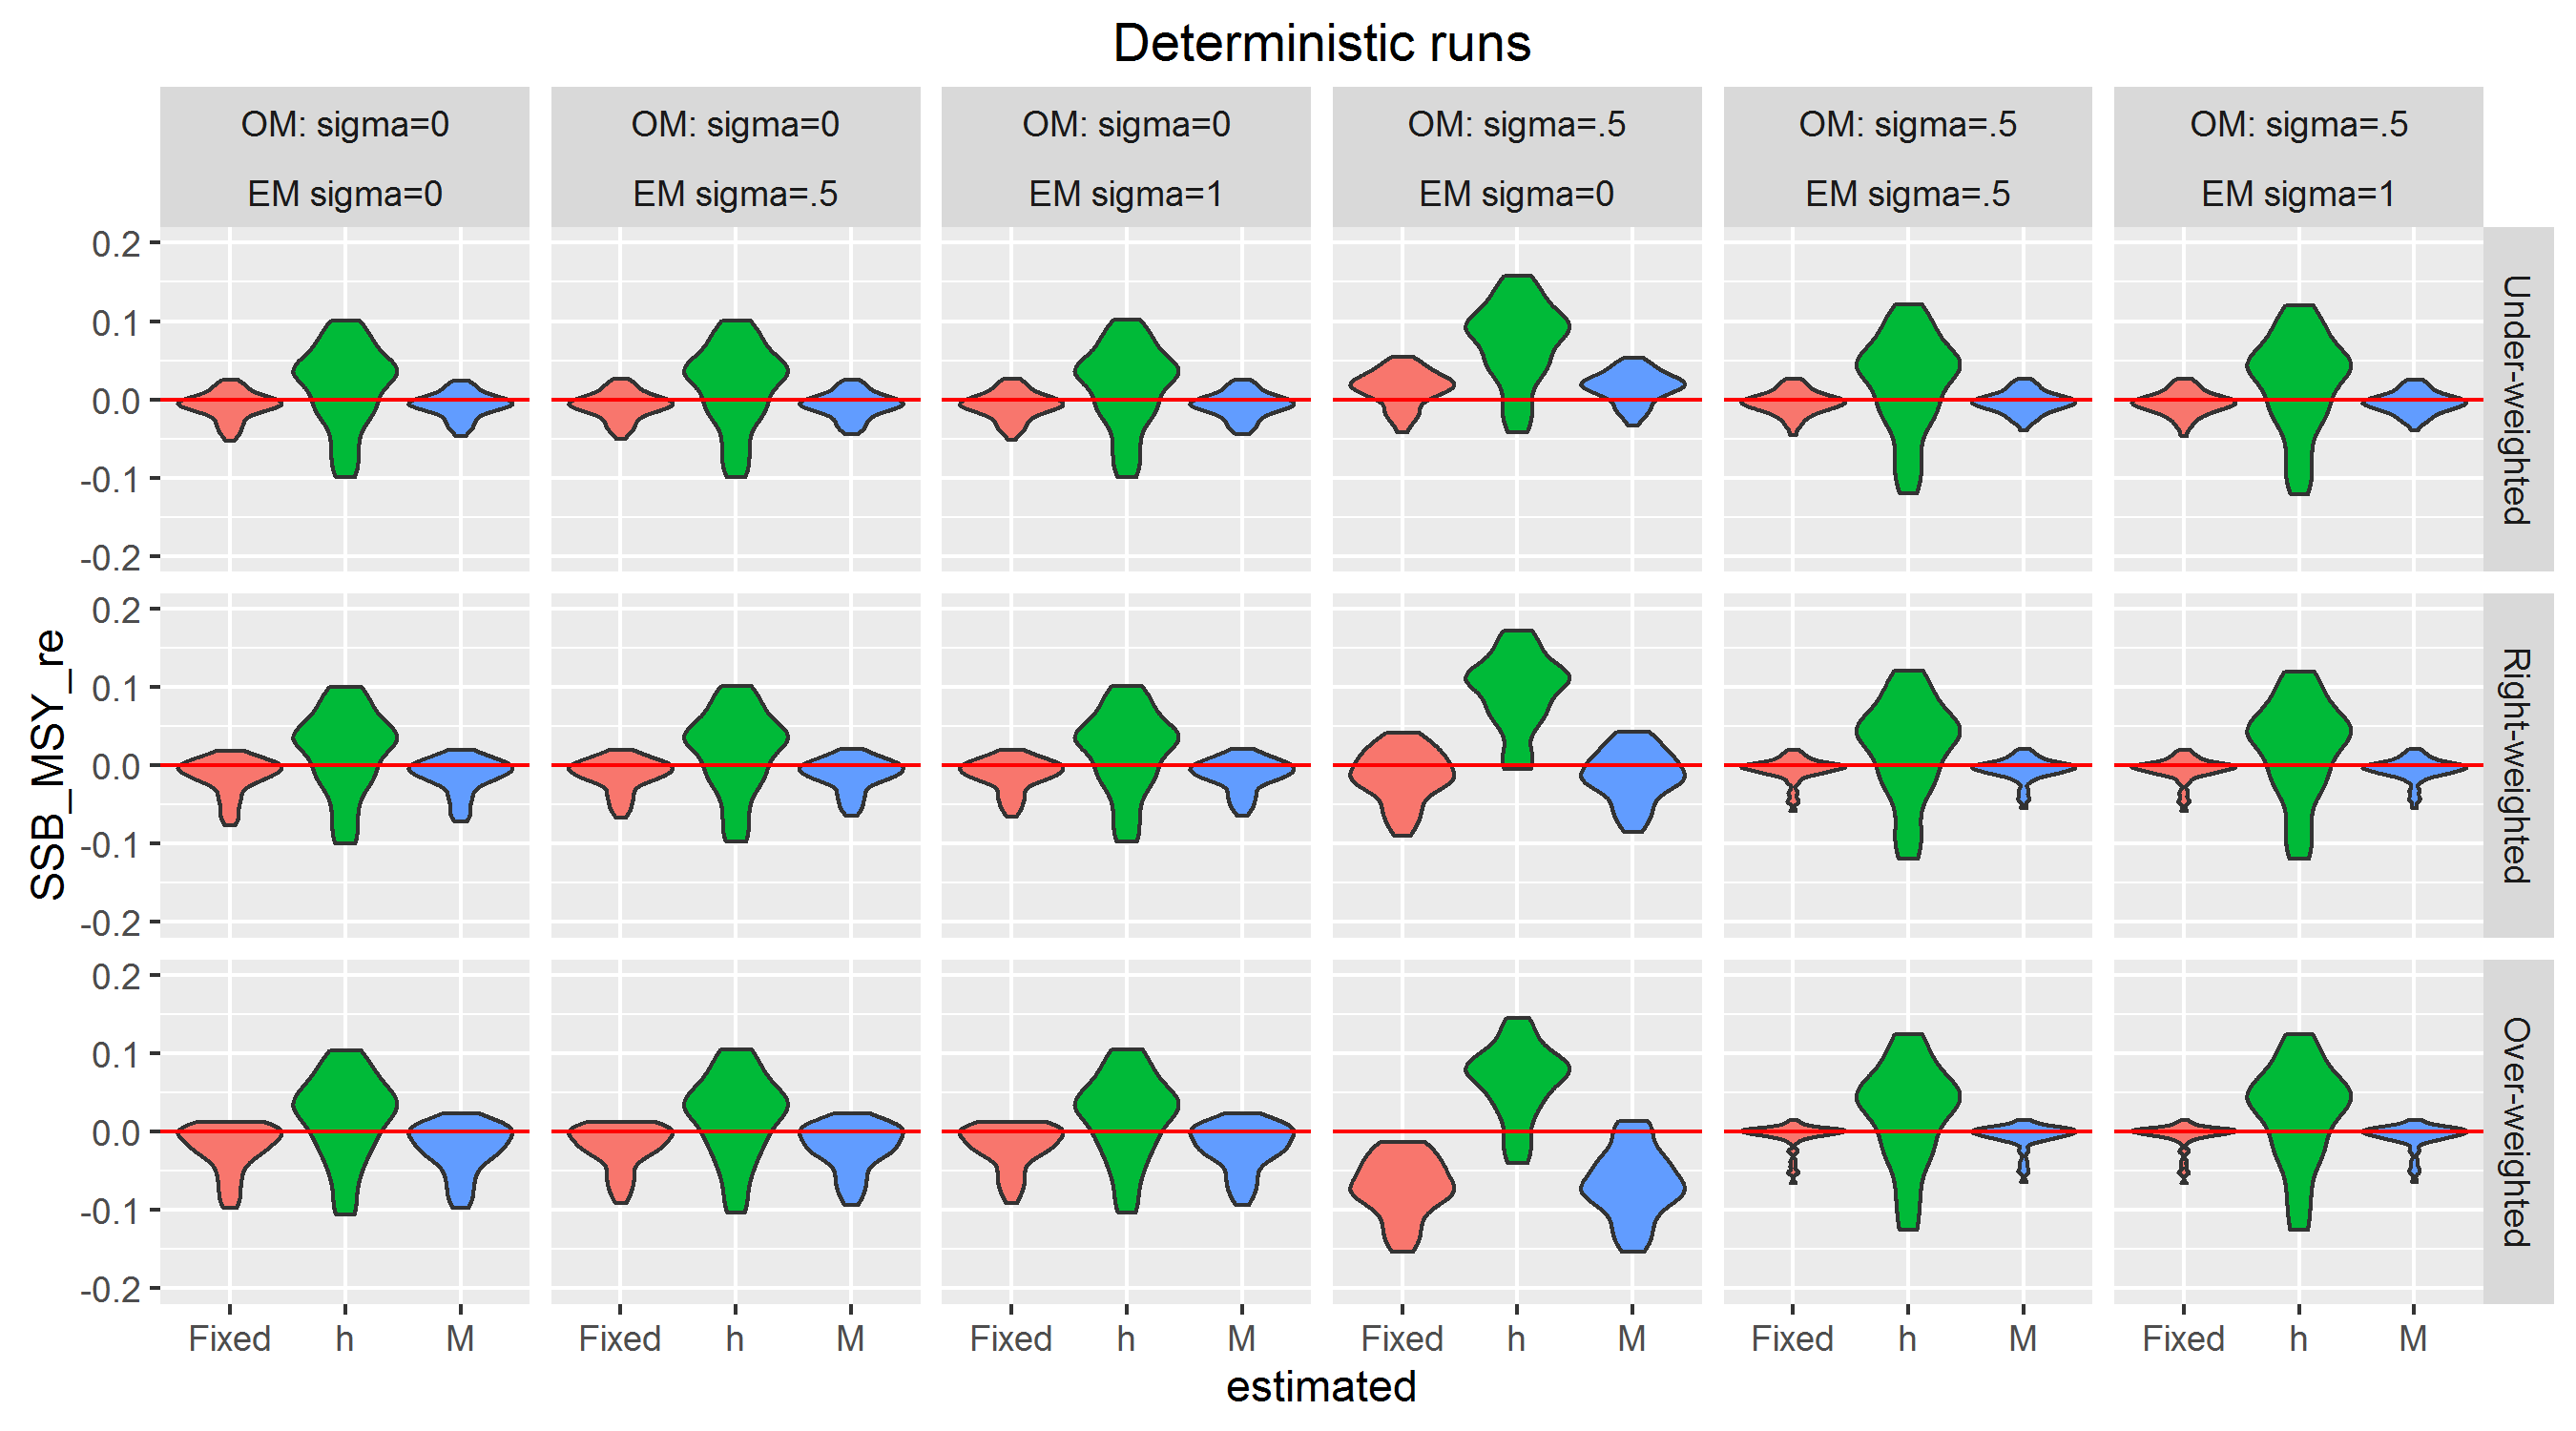 Deterministic runs
OM: sigma=0 OM: sigma=0 OM: sigma=0 OM: sigma=.5 OM: sigma=.5 OM: sigma=.5
EM sigma=0 EM sigma=.5 EM sigma=1 EM sigma=0 EM sigma=.5 EM sigma=1
0.2
0.1
0.0
-0.1
-0.2
Under-weighted
SSB_MSY_re
0.2
0.1
0.0
-0.1
-0.2
Right-weighted
0.2
0.1
0.0
-0.1
-0.2
Over-weighted
Fixed h M Fixed h M Fixed h M Fixed h M Fixed h M Fixed h M
estimated